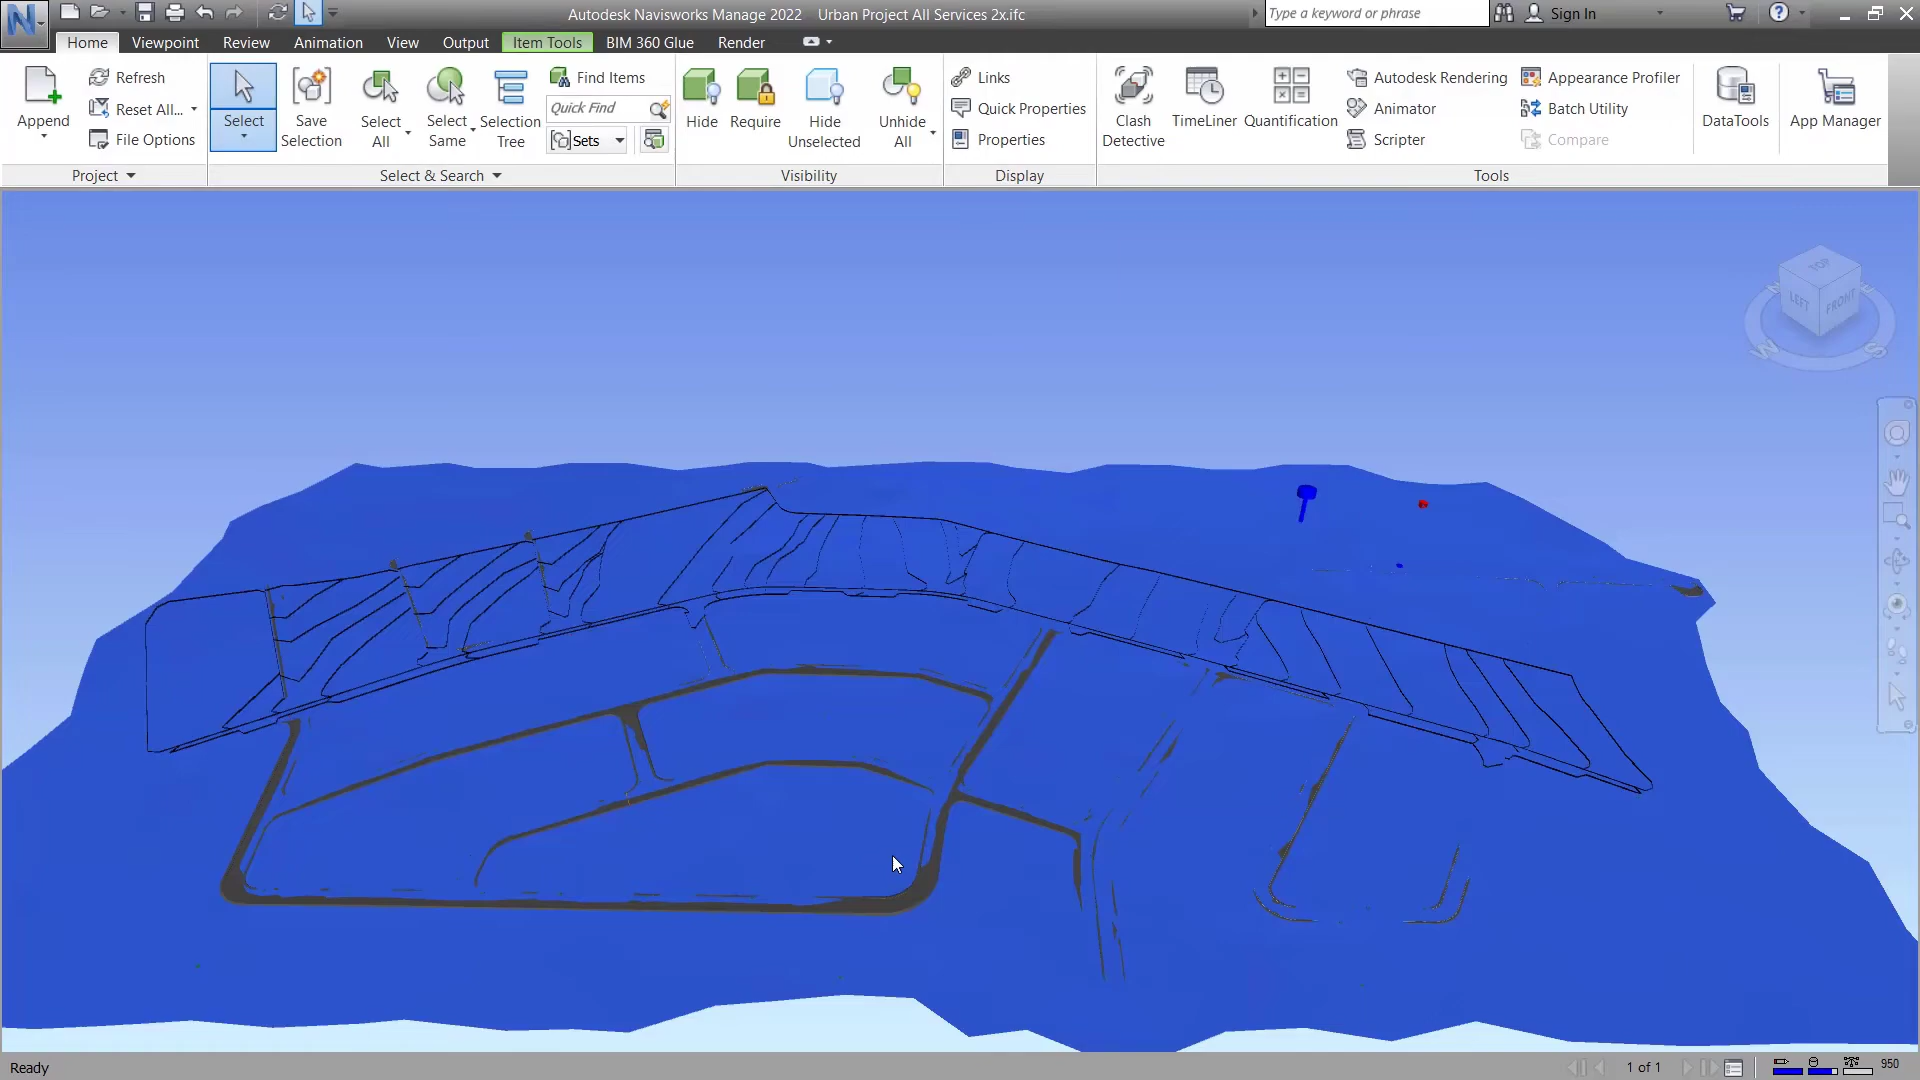 Autodesk Navisworks Manage 2022 Urban Project All Services 2x.ifc
Type a keyword or phrase
Sign In
Home Viewpoint Review Animation View Output Item Tools BIM 360 Glue Render
Append
Refresh
Reset All...
File Options
Project
Select
Save Selection
Select All
Select Same
Selection Tree
Find Items
Quick Find
Sets
Select & Search
Hide
Require
Hide Unselected
Unhide All
Visibility
Links
Quick Properties
Properties
Display
Clash Detective
TimeLiner
Quantification
Autodesk Rendering
Animator
Scripter
Appearance Profiler
Batch Utility
Compare
DataTools
App Manager
Tools
TOP
LEFT
FRONT
W
S
Ready
1 of 1
950